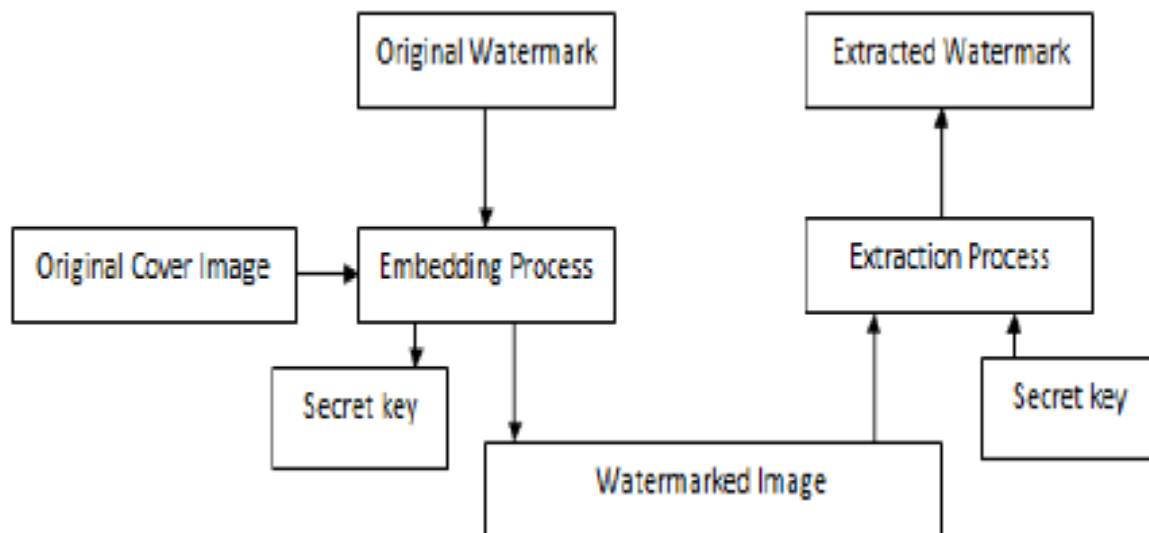 Original Watermark
Extracted Watermark
Original Cover Image
Embedding Process
Extraction Process
Secret key
Secret key
Watermarked Image